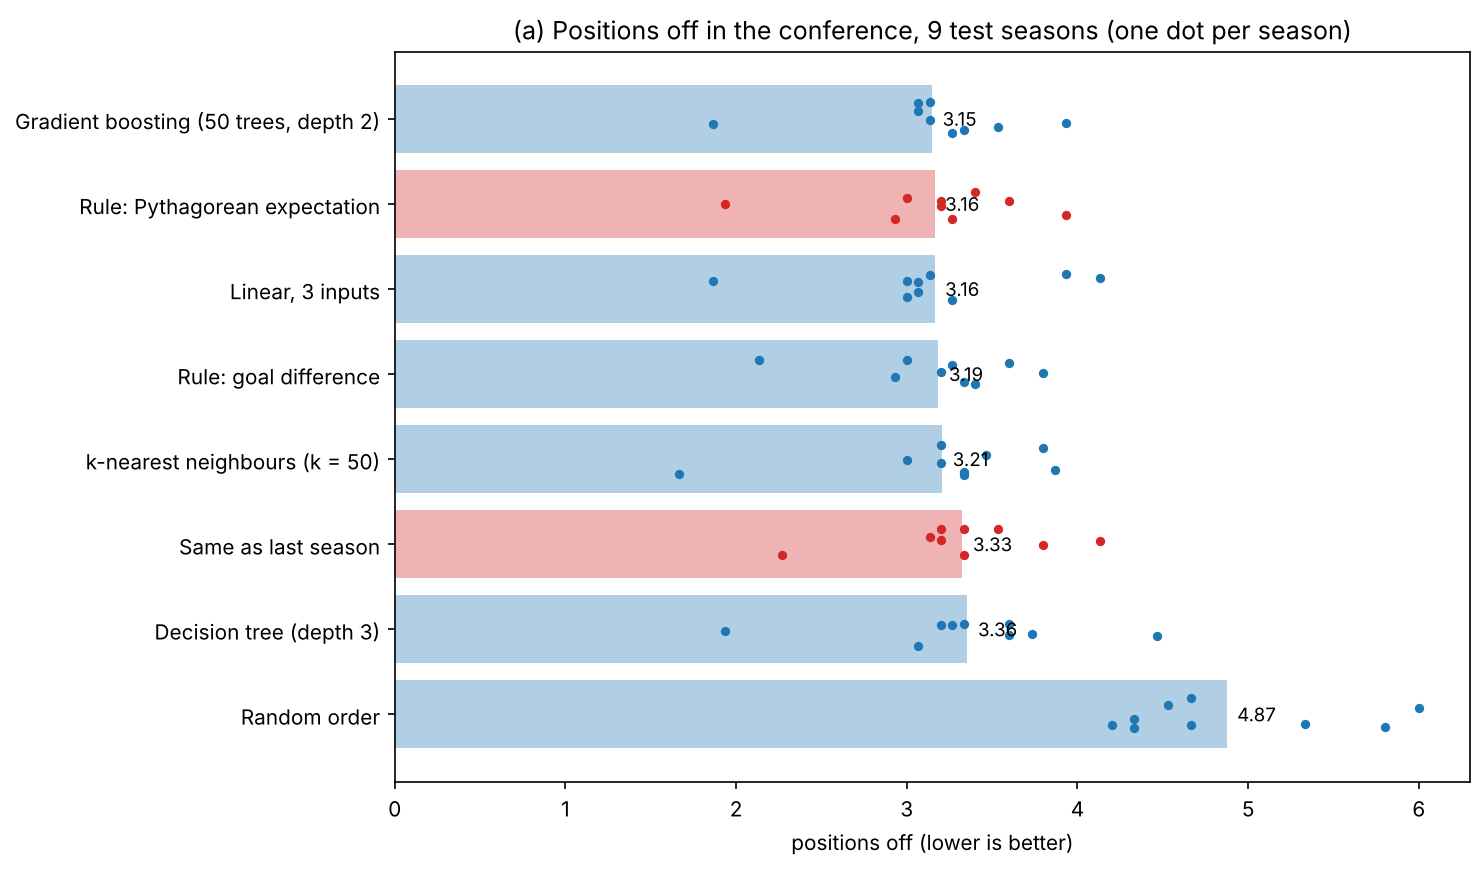 (a) Positions off in the conference, 9 test seasons (one dot per season)
Gradient boosting (50 trees, depth 2)
3.15
Rule: Pythagorean expectation
3.16
Linear, 3 inputs
3.16
Rule: goal difference
3.19
k-nearest neighbours (k = 50)
3.21
Same as last season
3.33
Decision tree (depth 3)
3.36
Random order
4.87
0 1 2 3 4 5 6
positions off (lower is better)